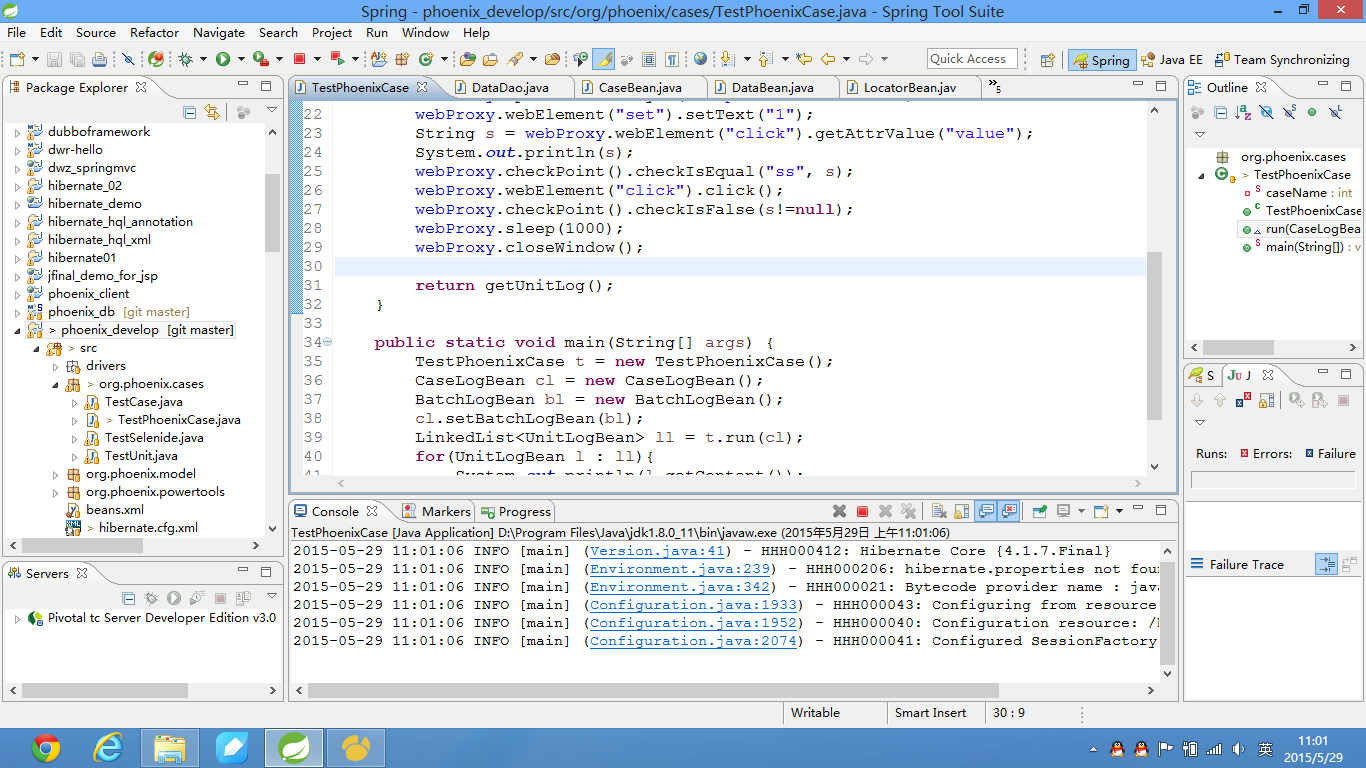 Spring - phoenix_develop/src/org/phoenix/cases/TestPhoenixCase.java - Spring Tool Suite
File Edit Source Refactor Navigate Search Project Run Window Help
Quick Access
Spring
Java EE
Team Synchronizing
Package Explorer
dubboframework
dwr-hello
dwz_springmvc
hibernate_02
hibernate_demo
hibernate_hql_annotation
hibernate_hql_xml
hibernate01
jfinal_demo_for_jsp
phoenix_client
phoenix_db [git master]
> phoenix_develop [git master]
> src
drivers
> org.phoenix.cases
TestCase.java
> TestPhoenixCase.java
TestSelenide.java
TestUnit.java
org.phoenix.model
org.phoenix.powertools
beans.xml
> hibernate.cfg.xml
Servers
Pivotal tc Server Developer Edition v3.0
TestPhoenixCase DataDao.java CaseBean.java DataBean.java LocatorBean.jav »5
22 webProxy.webElement("set").setText("1");
23 String s = webProxy.webElement("click").getAttrValue("value");
24 System.out.println(s);
25 webProxy.checkPoint().checkIsEqual("ss", s);
26 webProxy.webElement("click").click();
27 webProxy.checkPoint().checkIsFalse(s!=null);
28 webProxy.sleep(1000);
29 webProxy.closeWindow();
30
31 return getUnitLog();
32 }
33
34 public static void main(String[] args) {
35 TestPhoenixCase t = new TestPhoenixCase();
36 CaseLogBean cl = new CaseLogBean();
37 BatchLogBean bl = new BatchLogBean();
38 cl.setBatchLogBean(bl);
39 LinkedList<UnitLogBean> ll = t.run(cl);
40 for(UnitLogBean l : ll){
41 System.out.println(l.getContent());
Console Markers Progress
TestPhoenixCase [Java Application] D:\Program Files\Java\jdk1.8.0_11\bin\javaw.exe (2015年5月29日 上午11:01:06)
2015-05-29 11:01:06 INFO [main] (Version.java:41) - HHH000412: Hibernate Core {4.1.7.Final}
2015-05-29 11:01:06 INFO [main] (Environment.java:239) - HHH000206: hibernate.properties not fou
2015-05-29 11:01:06 INFO [main] (Environment.java:342) - HHH000021: Bytecode provider name : jav
2015-05-29 11:01:06 INFO [main] (Configuration.java:1933) - HHH000043: Configuring from resource
2015-05-29 11:01:06 INFO [main] (Configuration.java:1952) - HHH000040: Configuration resource: /
2015-05-29 11:01:06 INFO [main] (Configuration.java:2074) - HHH000041: Configured SessionFactory
Outline
org.phoenix.cases
> TestPhoenixCase
caseName : int
TestPhoenixCase
run(CaseLogBea
main(String[]) : v
S
JU J
Runs: Errors: Failure
Failure Trace
Writable
Smart Insert
30 : 9
英
11:01
2015/5/29